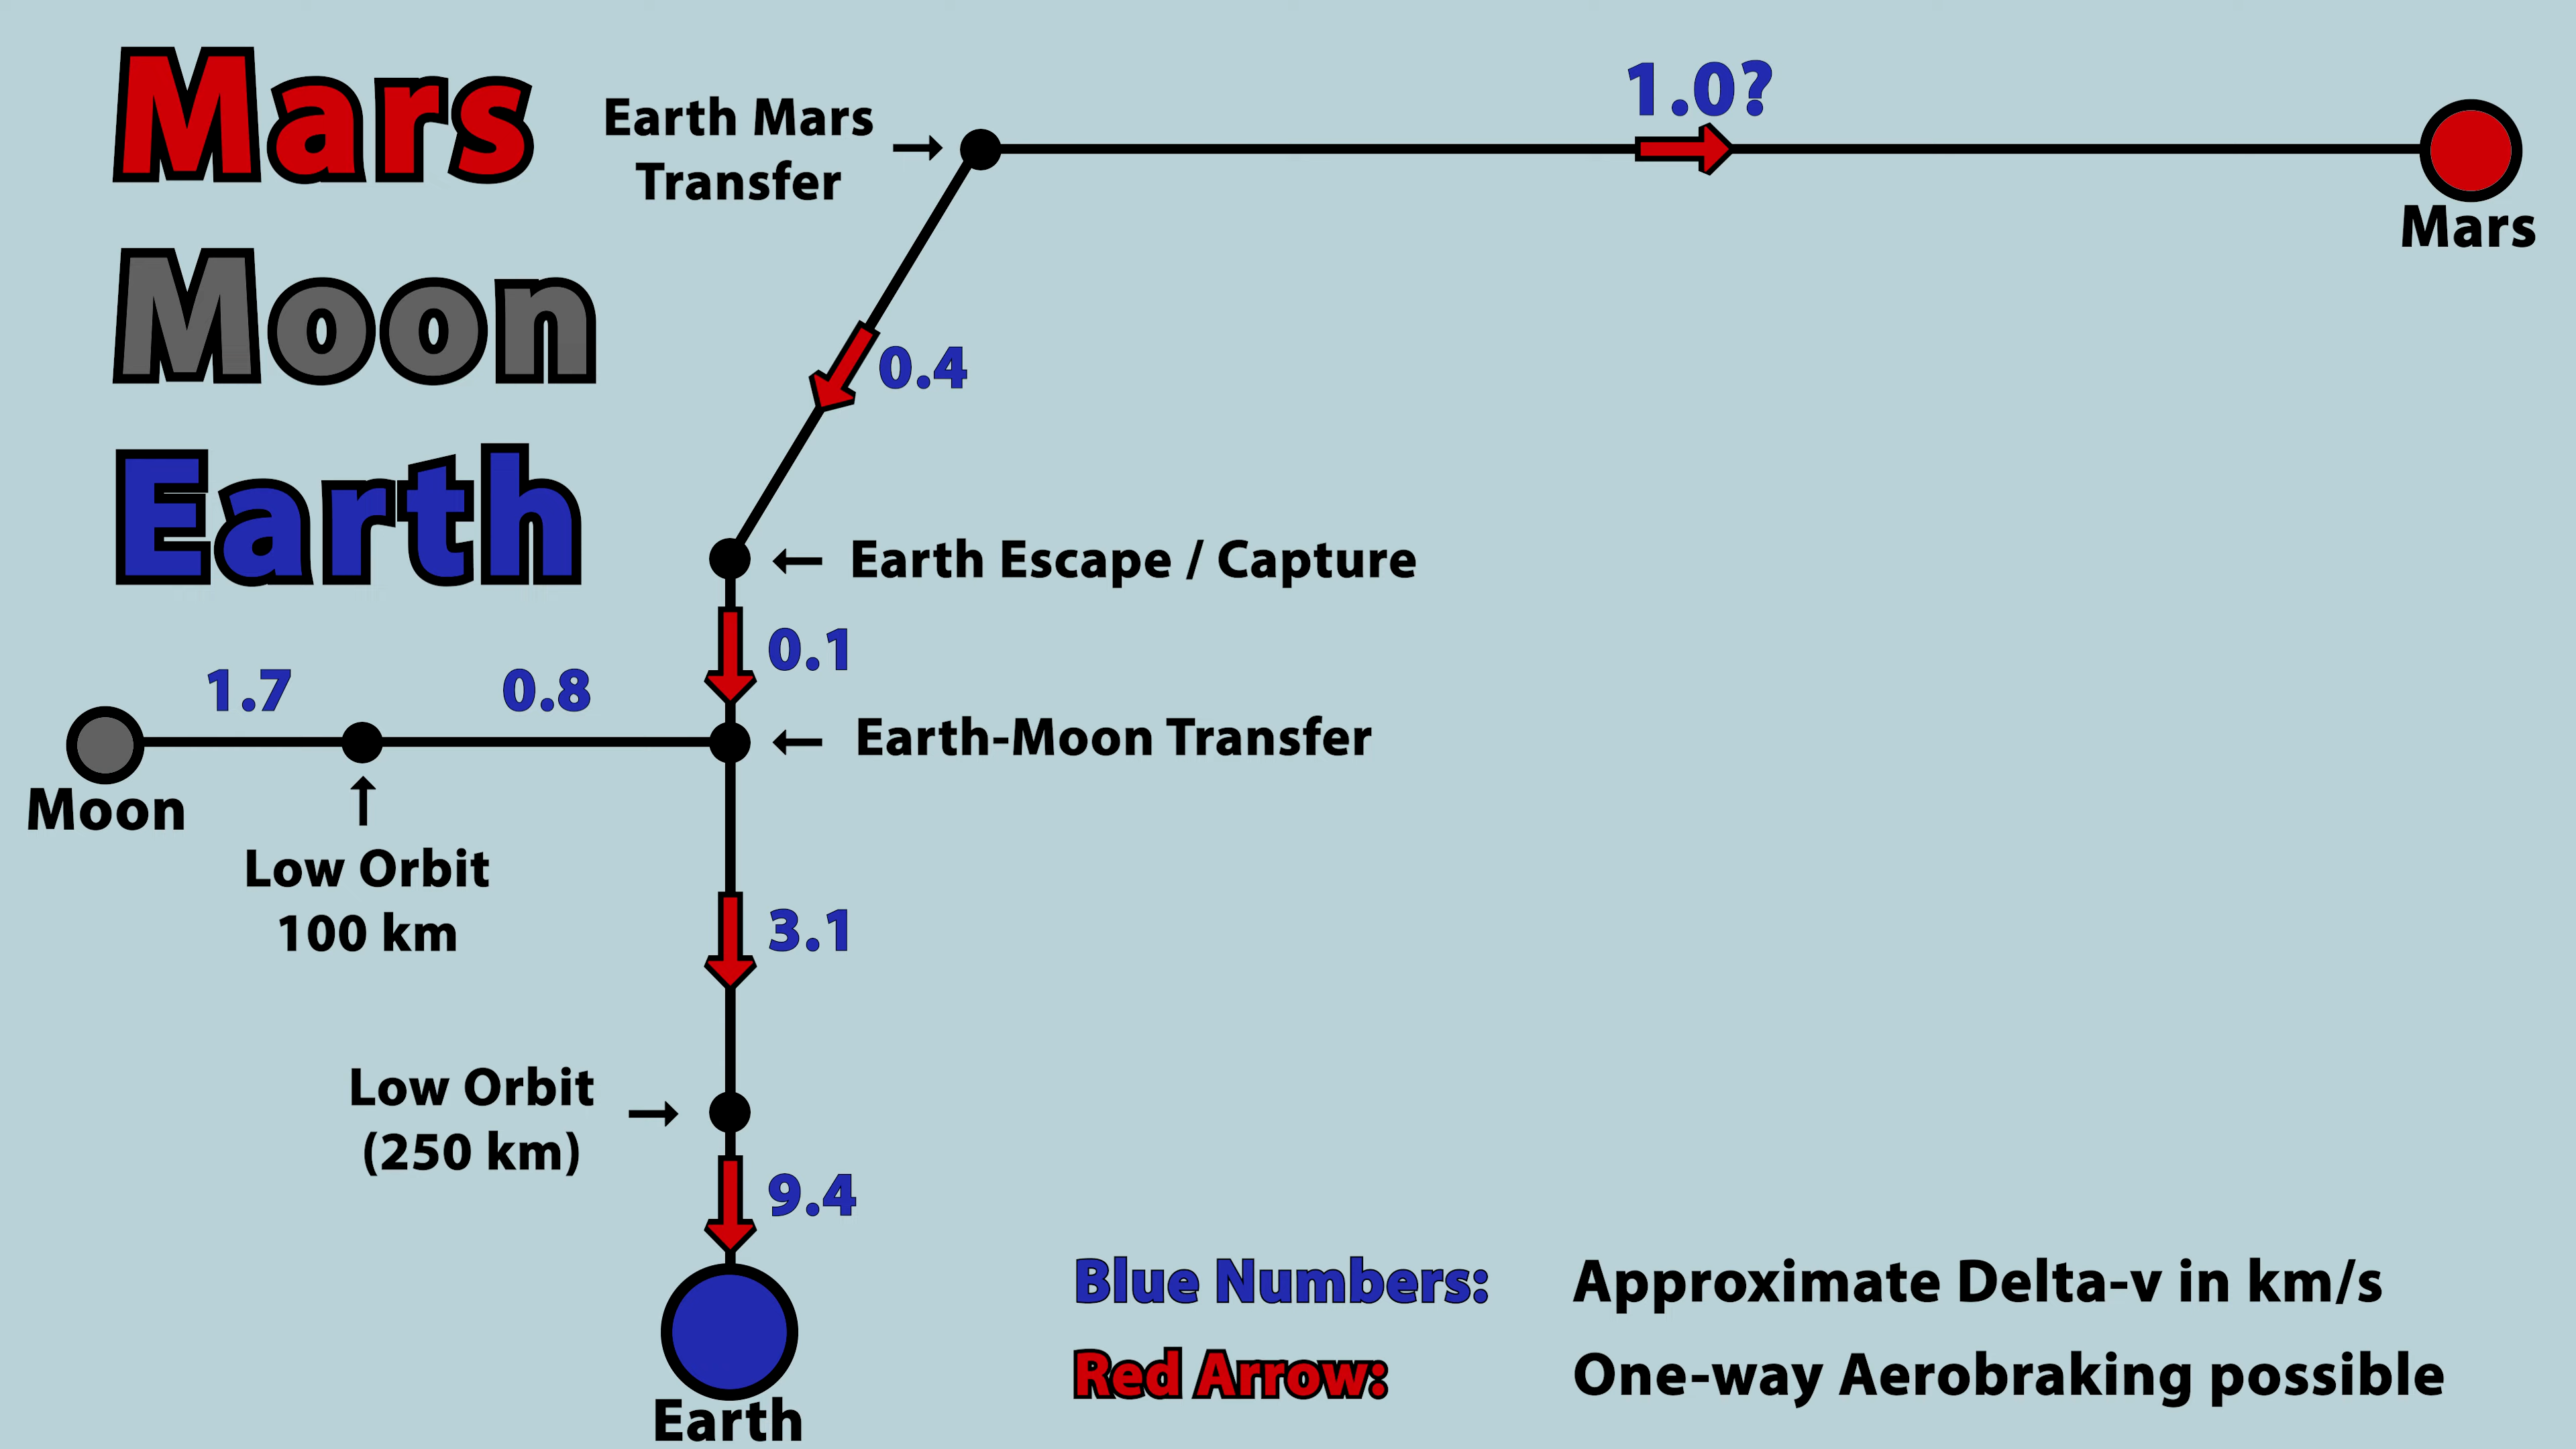 Mars
Moon
Earth
Earth Mars
Transfer
1.0?
Mars
0.4
Earth Escape / Capture
0.1
1.7
0.8
Earth-Moon Transfer
Moon
Low Orbit
100 km
3.1
Low Orbit
(250 km)
9.4
Earth
Blue Numbers: Approximate Delta-v in km/s
Red Arrow: One-way Aerobraking possible